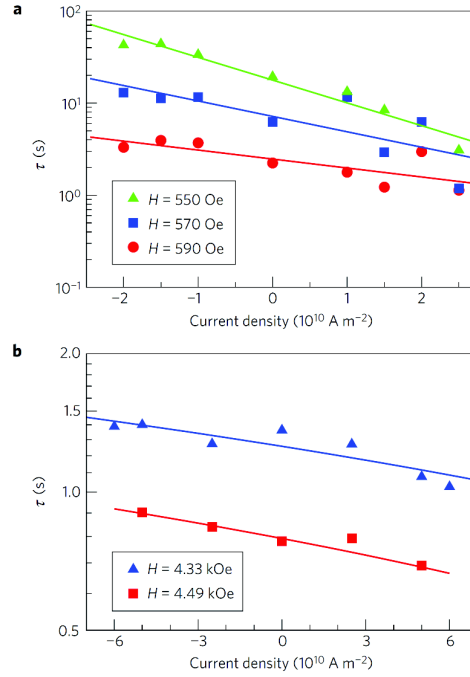 a
10²
10¹
10⁰
10⁻¹
τ (s)
H = 550 Oe
H = 570 Oe
H = 590 Oe
−2 −1 0 1 2
Current density (10¹⁰ A m⁻²)
b
2.0
1.5
1.0
0.5
τ (s)
H = 4.33 kOe
H = 4.49 kOe
−6 −3 0 3 6
Current density (10¹⁰ A m⁻²)